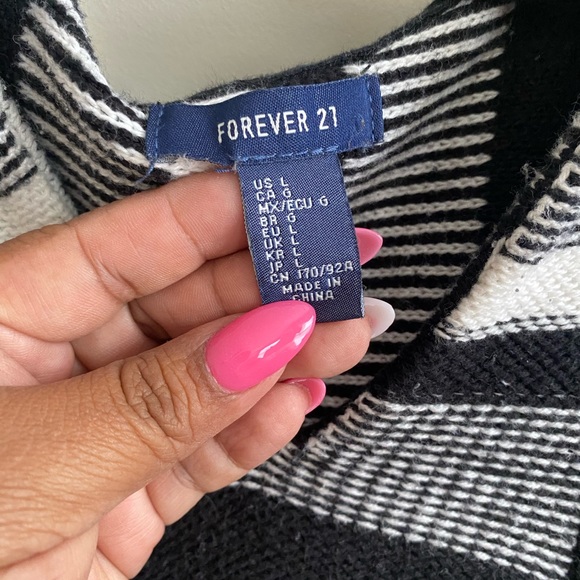 FOREVER 21
US L
CA G
MX/ECU G
BR G
EU L
UK L
KR L
JP L
CN 170/92A
MADE IN
CHINA